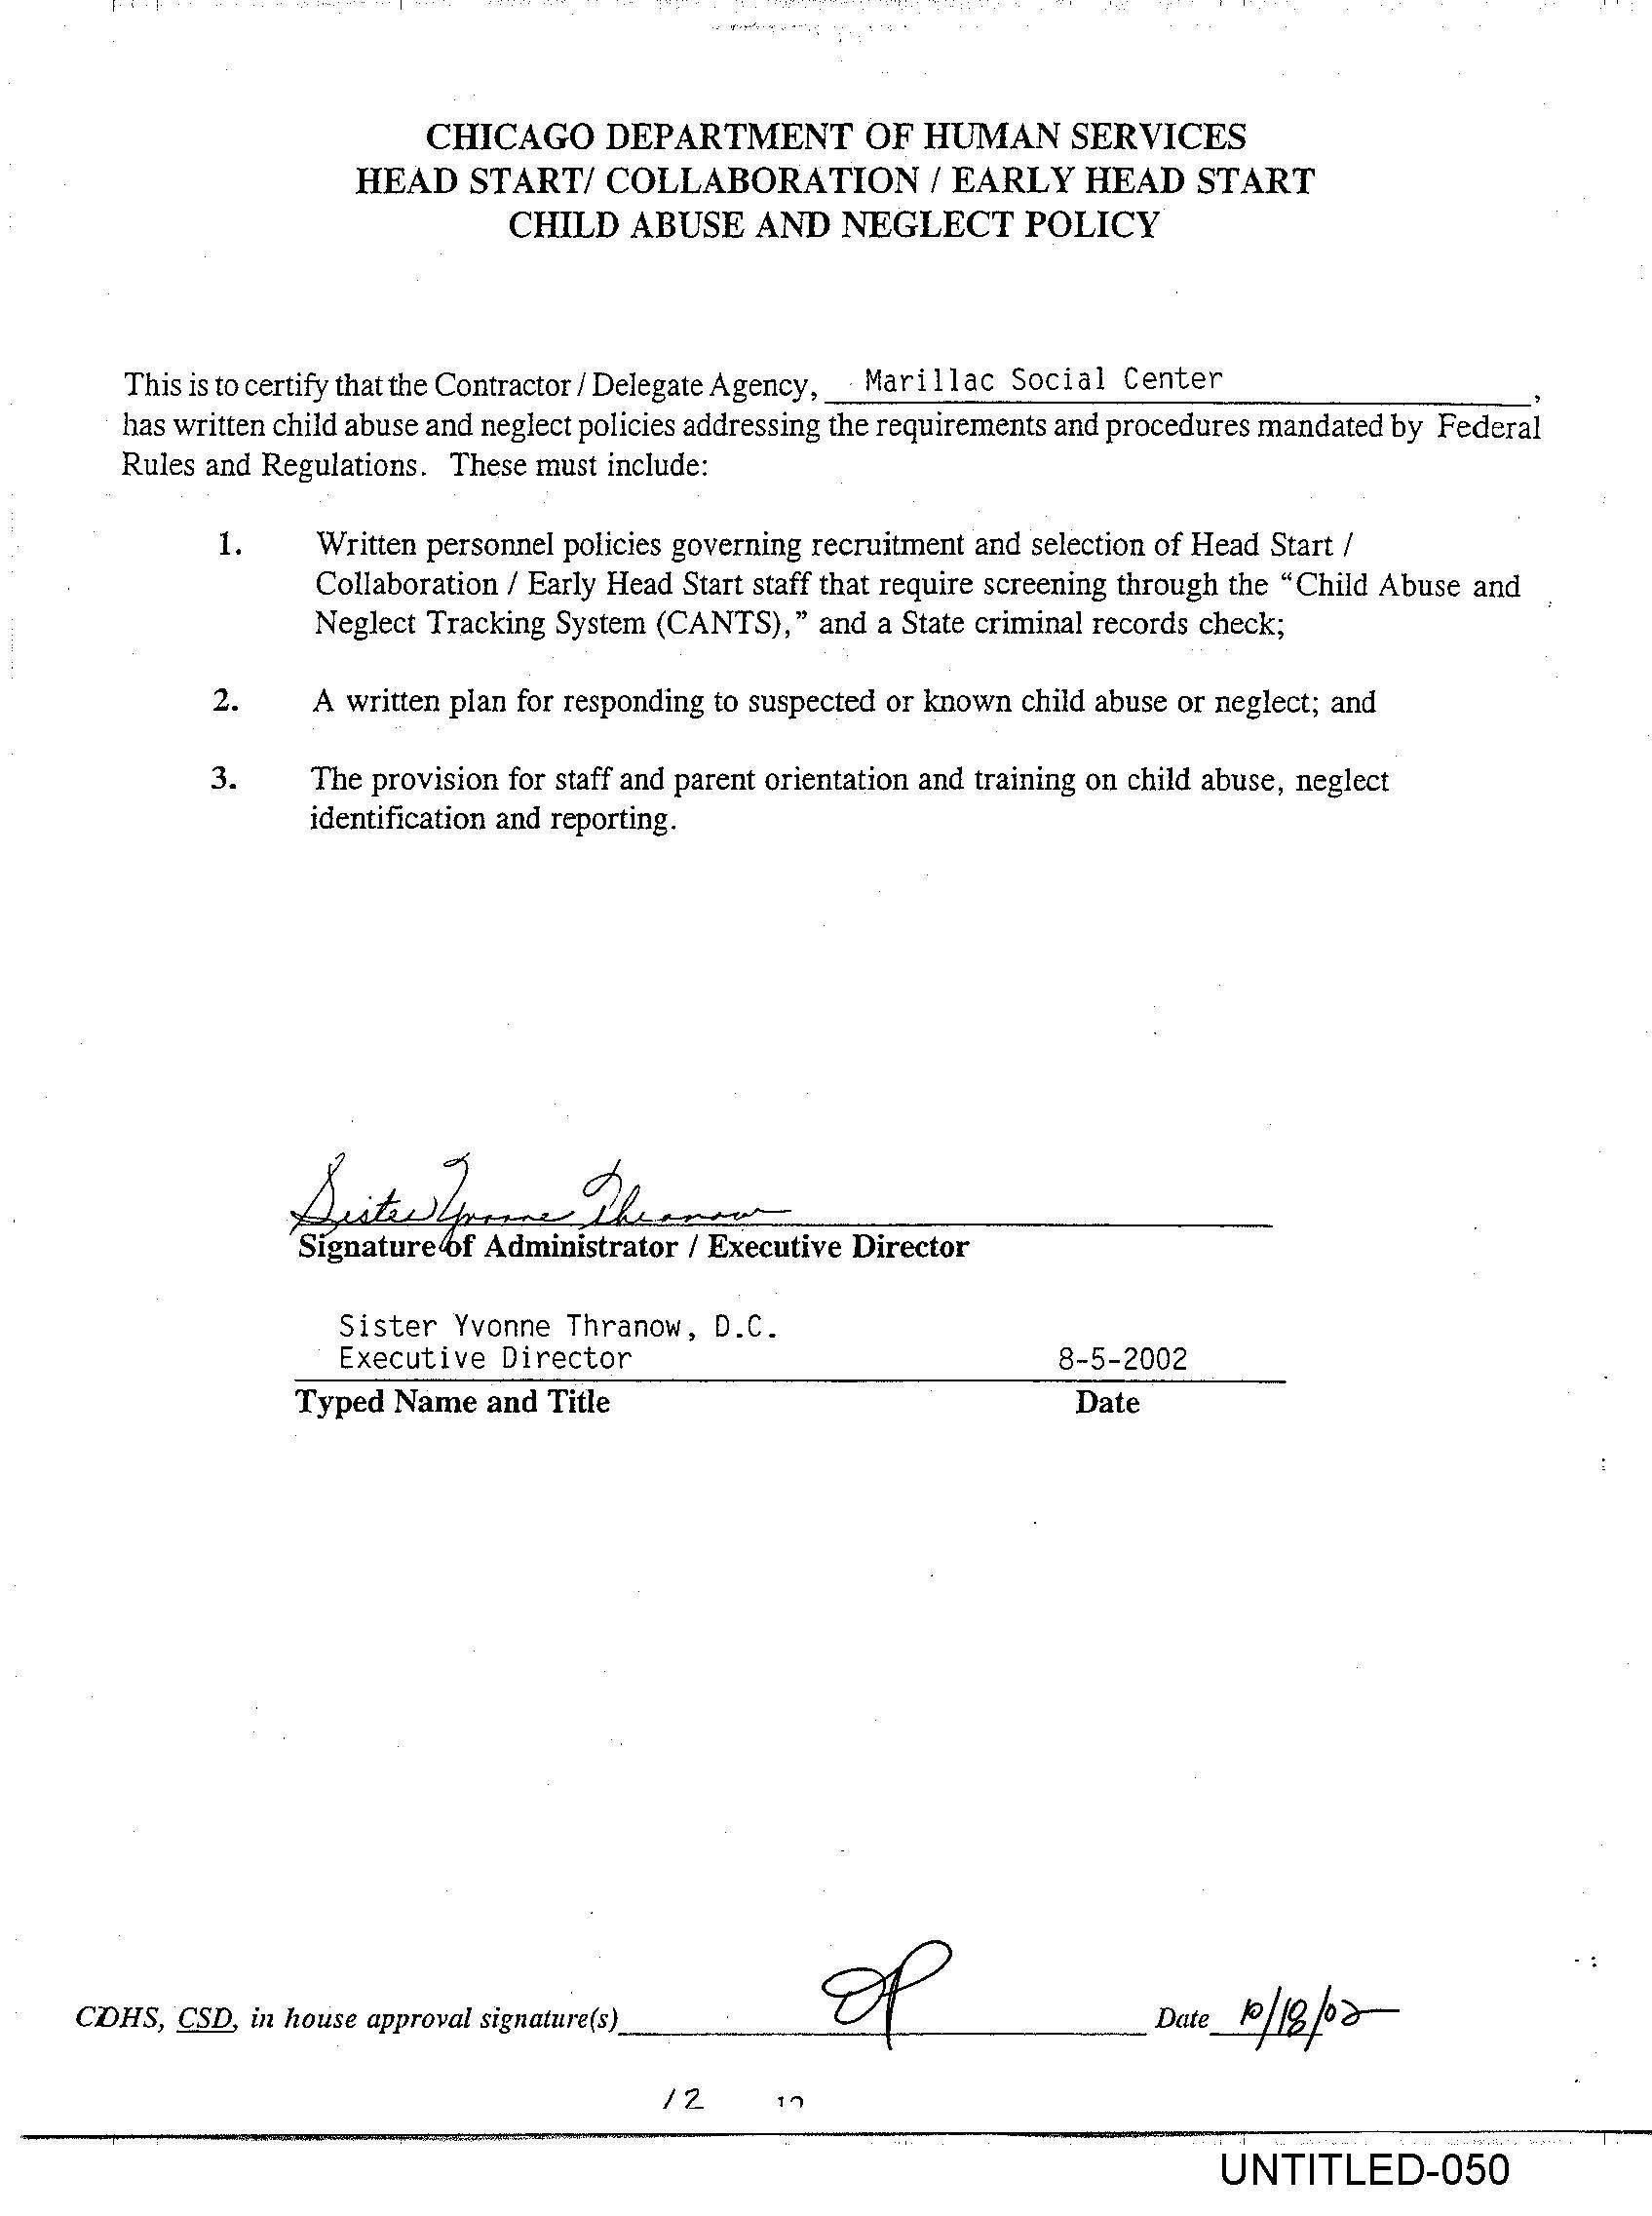 CHICAGO DEPARTMENT OF HUMAN SERVICES
HEAD START/ COLLABORATION / EARLY HEAD START
CHILD ABUSE AND NEGLECT POLICY
This is to certify that the Contractor / Delegate Agency, Marillac Social Center,
has written child abuse and neglect policies addressing the requirements and procedures mandated by Federal
Rules and Regulations. These must include:
1. Written personnel policies governing recruitment and selection of Head Start /
Collaboration / Early Head Start staff that require screening through the “Child Abuse and
Neglect Tracking System (CANTS),” and a State criminal records check;
2. A written plan for responding to suspected or known child abuse or neglect; and
3. The provision for staff and parent orientation and training on child abuse, neglect
identification and reporting.
Sister Yvonne Thranow
Signature of Administrator / Executive Director
Sister Yvonne Thranow, D.C.
Executive Director 8-5-2002
Typed Name and Title Date
CDHS, CSD, in house approval signature(s) Date 10/18/02
12
UNTITLED-050